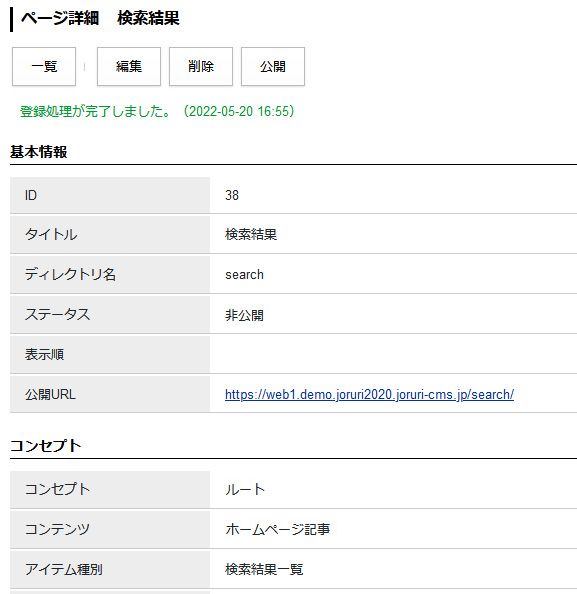 ページ詳細　検索結果
一覧 | 編集 削除 公開
登録処理が完了しました。（2022-05-20 16:55）
基本情報
ID 38
タイトル 検索結果
ディレクトリ名 search
ステータス 非公開
表示順
公開URL https://web1.demo.joruri2020.joruri-cms.jp/search/
コンセプト
コンセプト ルート
コンテンツ ホームページ記事
アイテム種別 検索結果一覧